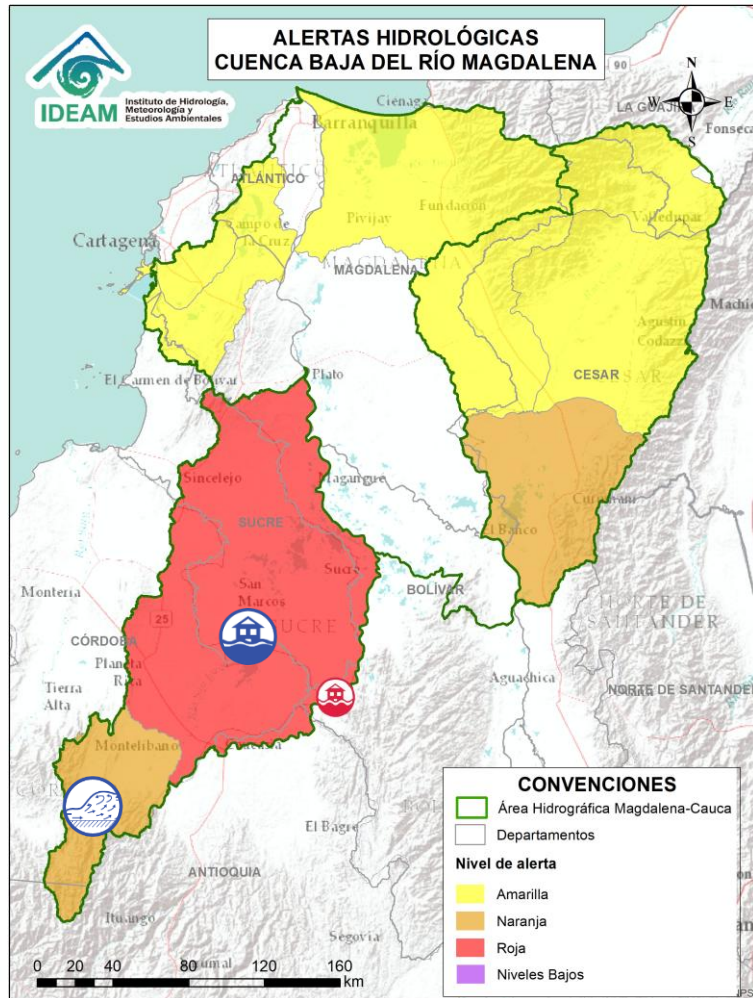 ALERTAS HIDROLÓGICAS
CUENCA BAJA DEL RÍO MAGDALENA
IDEAM
Instituto de Hidrología,
Meteorología y
Estudios Ambientales
90
N
W
E
S
Ciénaga
LA GUAJI
Barranquilla
Fonseca
ATLÁNTICO
Fundación
Valledupar
Pivijay
Campo de
la Cruz
Cartagena
MAGDALENA
MAGDALENA
Agustín
Codazzi
El Carmen de Bolívar
Plato
CESAR
Sincelejo
Magangue
SUCRE
El Banco
Sucre
San
Marcos
BOLÍVAR
Montería
25
SUCRE
NORTE DE
SANTANDER
CÓRDOBA
Planeta
Rica
Tierra
Alta
Aguachica
NORTE DE SANTANDER
Montelibano
El Bagre
ANTIOQUIA
Ituango
Segovia
CONVENCIONES
Área Hidrográfica Magdalena-Cauca
Departamentos
Nivel de alerta
Amarilla
Naranja
Roja
Niveles Bajos
0 20 40 80 120 160
km